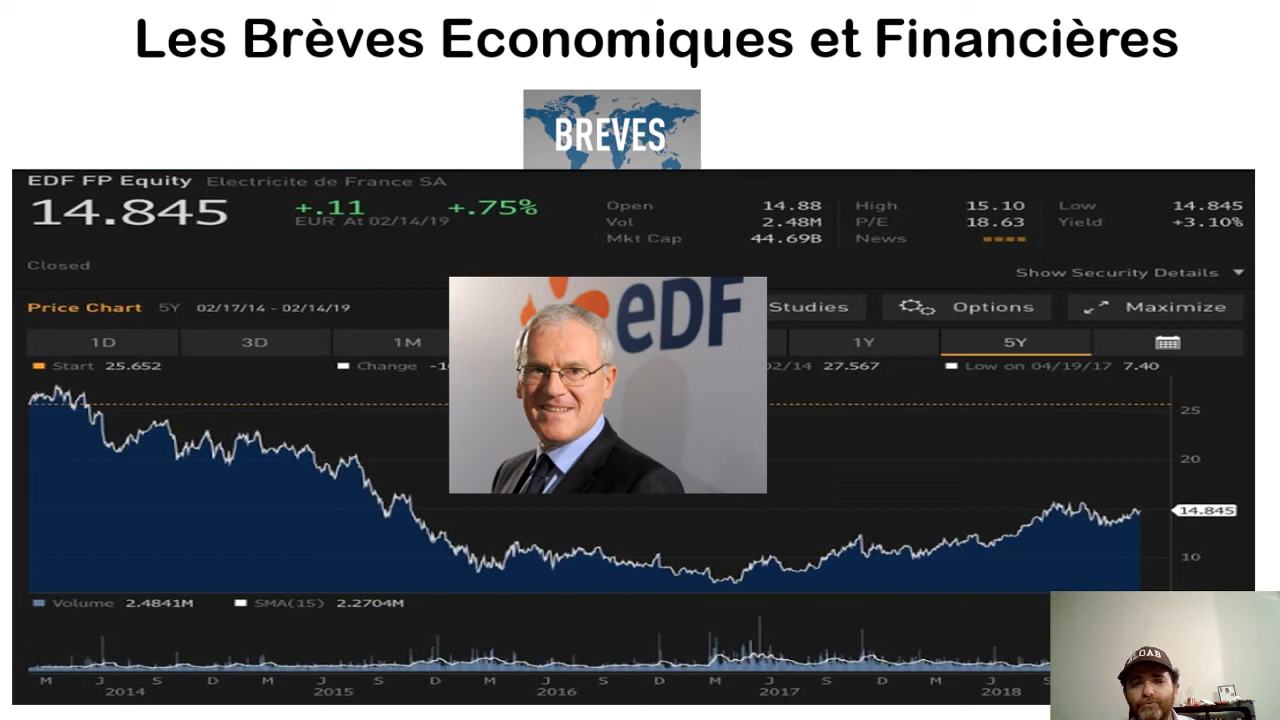 Les Brèves Economiques et Financières
BREVES
EDF FP Equity Electricite de France SA
14.845 +.11 +.75%
EUR At 02/14/19
Open 14.88 High 15.10 Low 14.845
Vol 2.48M P/E 18.63 Yield +3.10%
Mkt Cap 44.69B News
Closed
Show Security Details
Price Chart 5Y 02/17/14 - 02/14/19
Studies Options Maximize
1D 3D 1M 1Y 5Y
Start 25.652 Change 02/14 27.567 Low on 04/19/17 7.40
eDF
25
20
14.845
10
Volume 2.4841M SMA(15) 2.2704M
M J S D M J S D M J S D M J S D M J S
2014 2015 2016 2017 2018